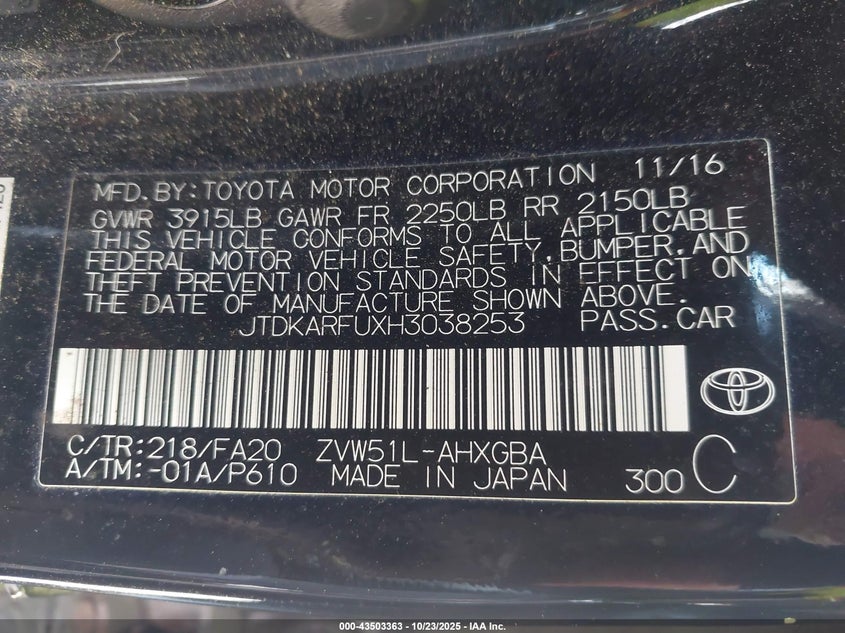 MFD.BY:TOYOTA MOTOR CORPORATION 11/16
GVWR 3915LB GAWR FR 2250LB RR 2150LB
THIS VEHICLE CONFORMS TO ALL APPLICABLE
FEDERAL MOTOR VEHICLE SAFETY,BUMPER,AND
THEFT PREVENTION STANDARDS IN EFFECT ON
THE DATE OF MANUFACTURE SHOWN ABOVE.
JTDKARFUXH3038253 PASS.CAR
C/TR:218/FA20 ZVW51L-AHXGBA
A/TM:-01A/P610 MADE IN JAPAN 300 C
000-43503363 - 10/23/2025 - IAA Inc.